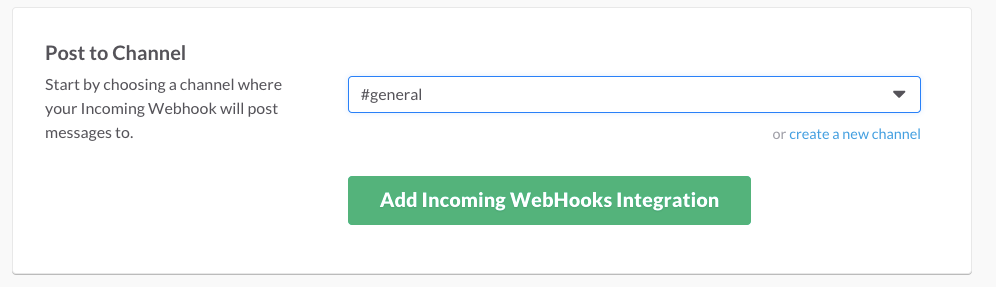 Post to Channel
Start by choosing a channel where
your Incoming Webhook will post
messages to.
#general
or create a new channel
Add Incoming WebHooks Integration